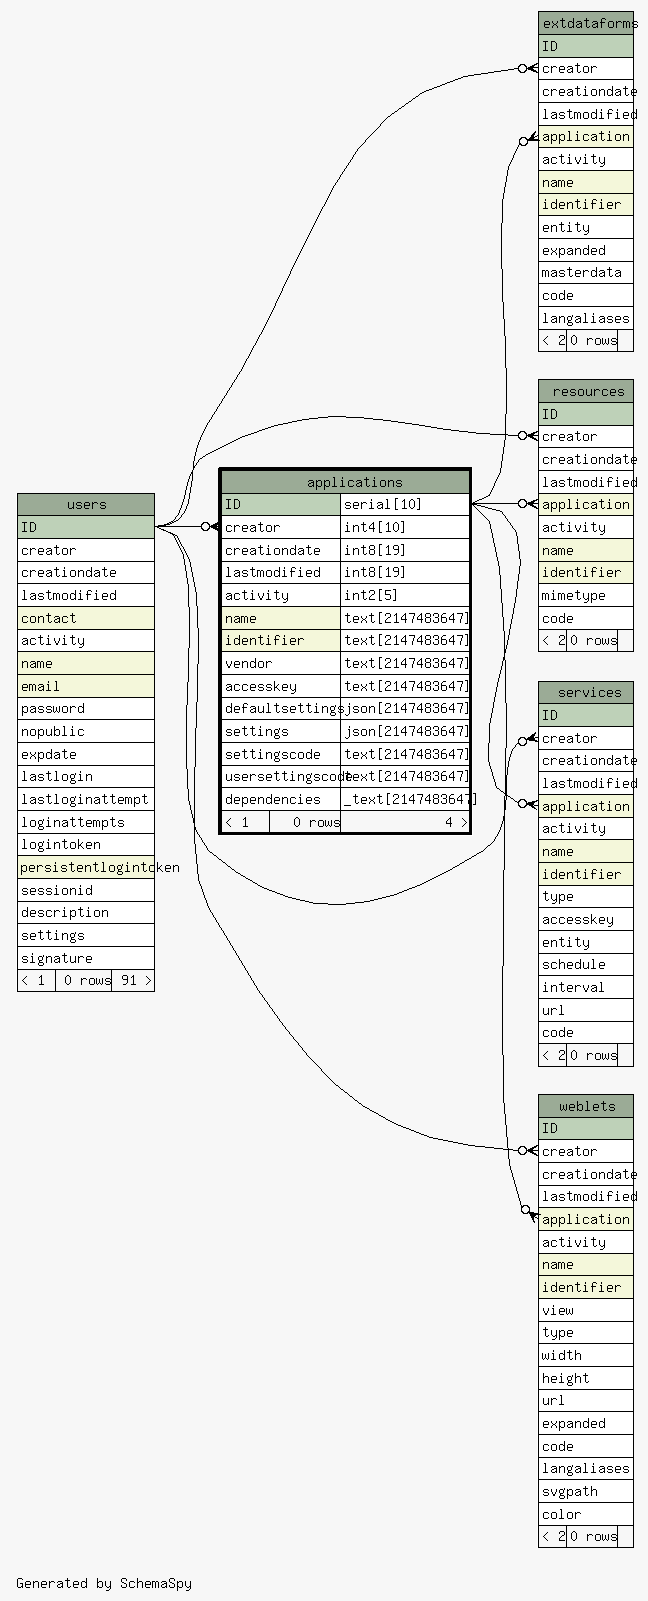 extdataforms
ID
creator
creationdate
lastmodified
application
activity
name
identifier
entity
expanded
masterdata
code
langaliases
< 2 0 rows
resources
ID
creator
creationdate
lastmodified
application
activity
name
identifier
mimetype
code
< 2 0 rows
applications
ID serial[10]
creator int4[10]
creationdate int8[19]
lastmodified int8[19]
activity int2[5]
name text[2147483647]
identifier text[2147483647]
vendor text[2147483647]
accesskey text[2147483647]
defaultsettings json[2147483647]
settings json[2147483647]
settingscode text[2147483647]
usersettingscode text[2147483647]
dependencies _text[2147483647]
< 1 0 rows 4 >
users
ID
creator
creationdate
lastmodified
contact
activity
name
email
password
nopublic
expdate
lastlogin
lastloginattempt
loginattempts
logintoken
persistentlogintoken
sessionid
description
settings
signature
< 1 0 rows 91 >
services
ID
creator
creationdate
lastmodified
application
activity
name
identifier
type
accesskey
entity
schedule
interval
url
code
< 2 0 rows
weblets
ID
creator
creationdate
lastmodified
application
activity
name
identifier
view
type
width
height
url
expanded
code
langaliases
svgpath
color
< 2 0 rows
Generated by SchemaSpy